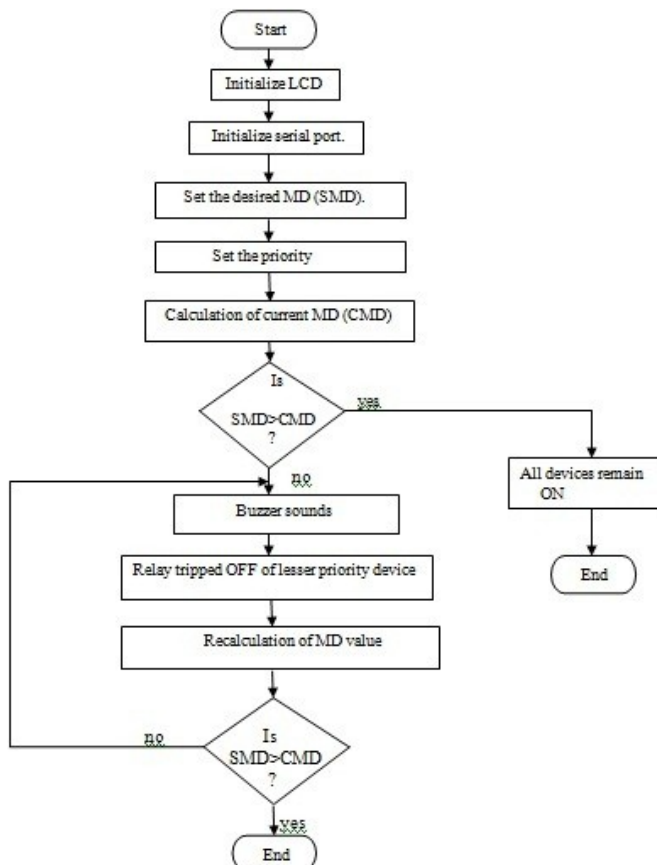 Start
Initialize LCD
Initialize serial port.
Set the desired MD (SMD).
Set the priority
Calculation of current MD (CMD)
Is
SMD>CMD
?
yes
no
All devices remain
ON
End
Buzzer sounds
Relay tripped OFF of lesser priority device
Recalculation of MD value
Is
SMD>CMD
?
no
yes
End